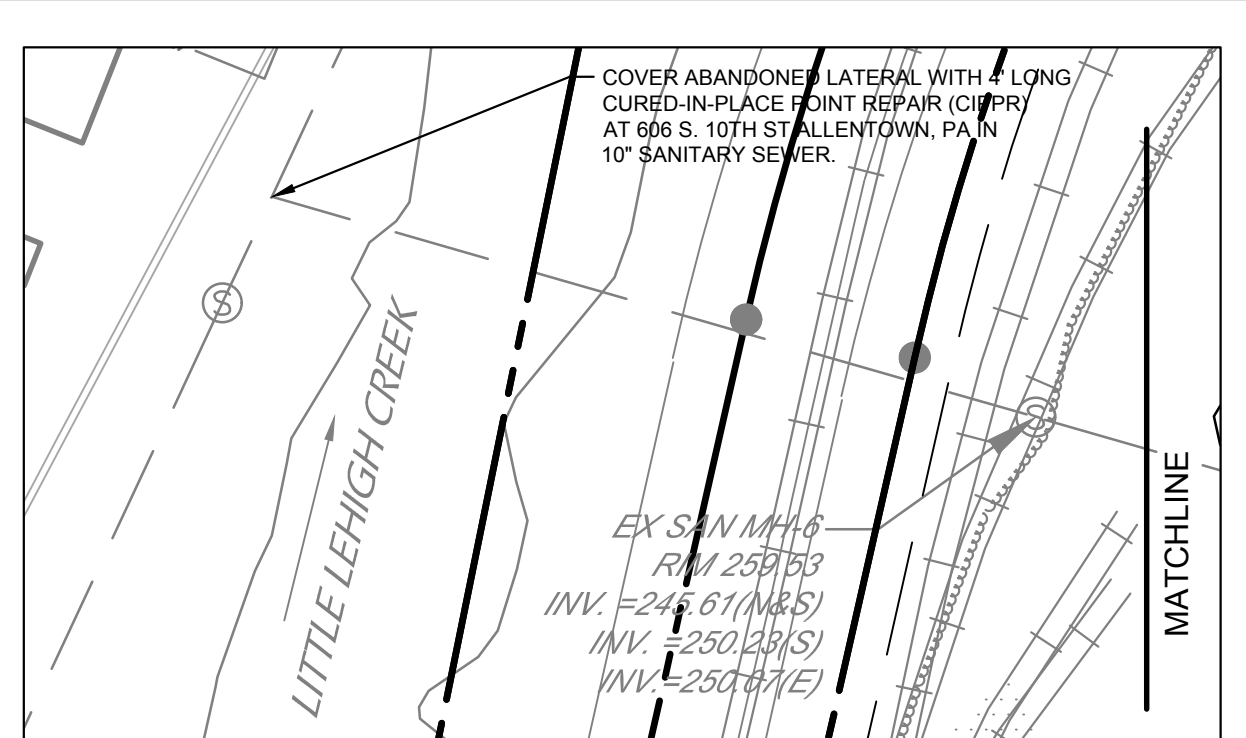 COVER ABANDONED LATERAL WITH 4' LONG
CURED-IN-PLACE POINT REPAIR (CIPPR)
AT 606 S. 10TH ST ALLENTOWN, PA IN
10" SANITARY SEWER.
S
LITTLE LEHIGH CREEK
EX SAN MH-6
RIM 259.53
INV. =245.61(N&S)
INV. =250.23(S)
INV.=250.67(E)
MATCHLINE